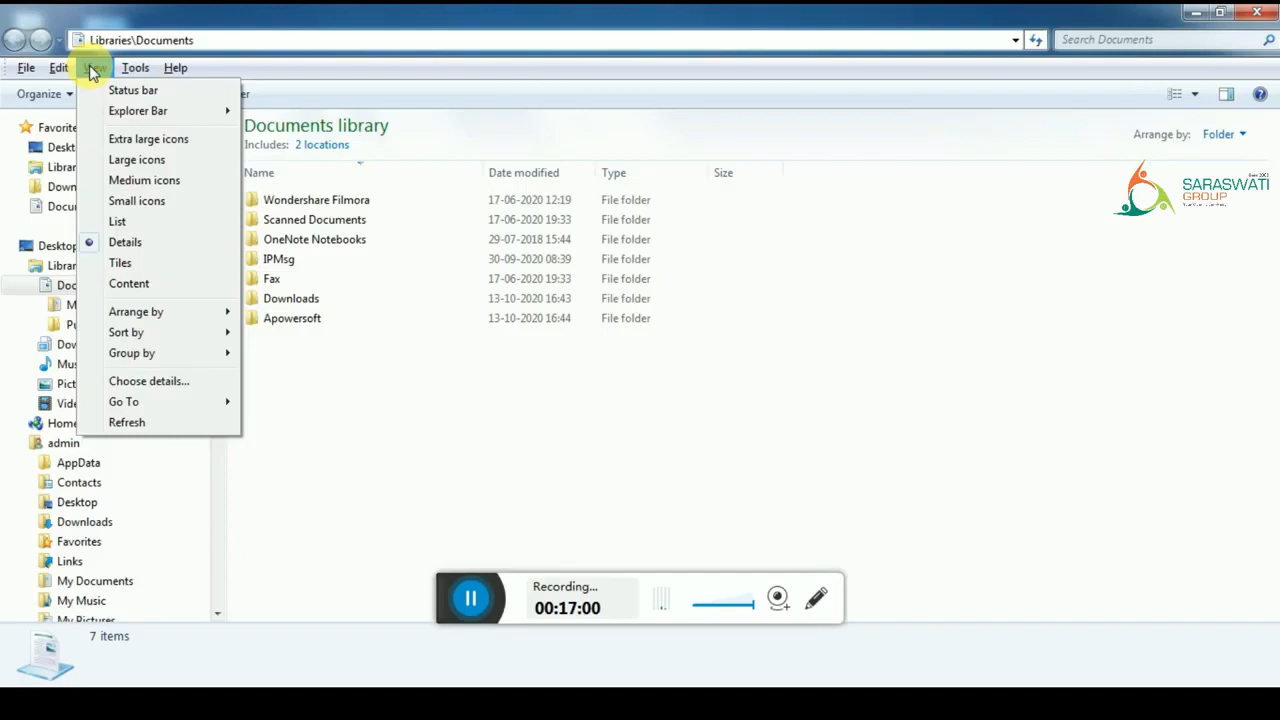 Libraries\Documents
Search Documents
File Edit View Tools Help
Organize
Status bar
Explorer Bar
Extra large icons
Large icons
Medium icons
Small icons
List
Details
Tiles
Content
Arrange by
Sort by
Group by
Choose details...
Go To
Refresh
Favorite
Deskt
Librar
Down
Docu
Desktop
Librar
Doc
M
Pu
Dov
Mus
Pict
Vide
Home
admin
AppData
Contacts
Desktop
Downloads
Favorites
Links
My Documents
My Music
My Pictures
Documents library
Includes: 2 locations
Arrange by: Folder
Name Date modified Type Size
Wondershare Filmora 17-06-2020 12:19 File folder
Scanned Documents 17-06-2020 19:33 File folder
OneNote Notebooks 29-07-2018 15:44 File folder
IPMsg 30-09-2020 08:39 File folder
Fax 17-06-2020 19:33 File folder
Downloads 13-10-2020 16:43 File folder
Apowersoft 13-10-2020 16:44 File folder
SARASWATI
GROUP
Recording...
00:17:00
7 items